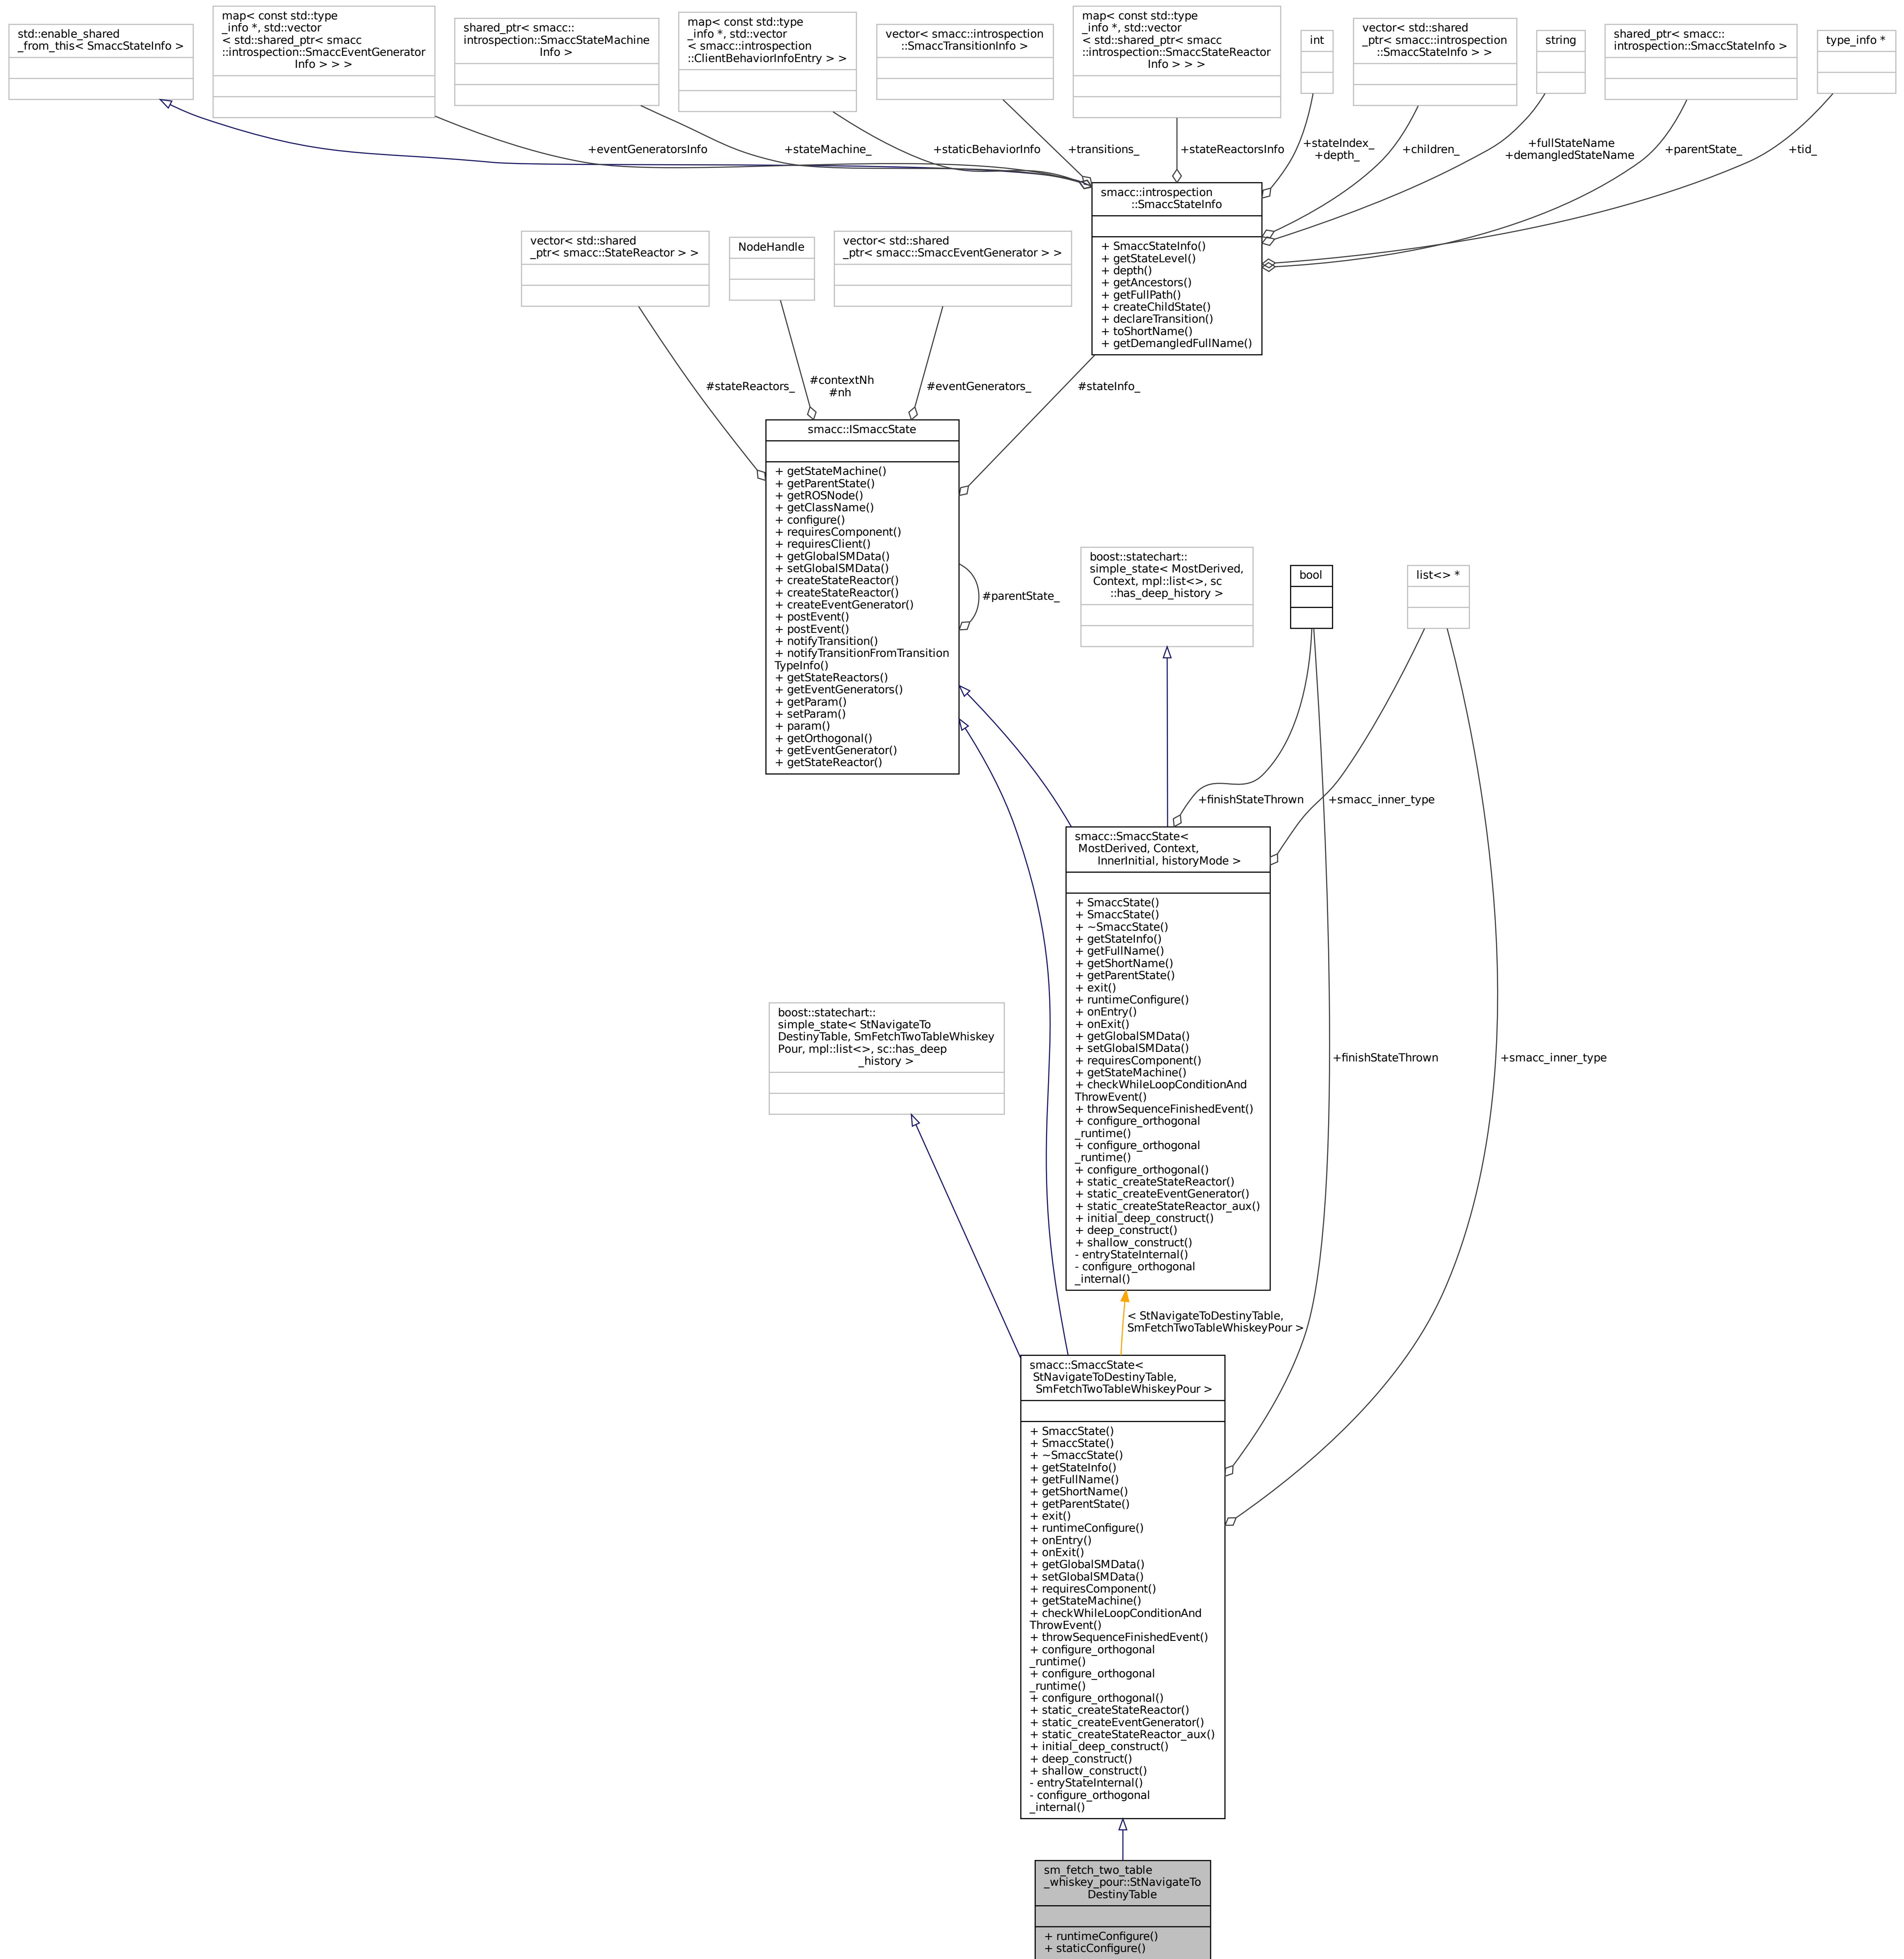 std::enable_shared
_from_this< SmaccStateInfo >
map< const std::type
_info *, std::vector
< std::shared_ptr< smacc
::introspection::SmaccEventGenerator
Info > > >
shared_ptr< smacc::
introspection::SmaccStateMachine
Info >
map< const std::type
_info *, std::vector
< smacc::introspection
::ClientBehaviorInfoEntry > >
vector< smacc::introspection
::SmaccTransitionInfo >
map< const std::type
_info *, std::vector
< std::shared_ptr< smacc
::introspection::SmaccStateReactor
Info > > >
int
vector< std::shared
_ptr< smacc::introspection
::SmaccStateInfo > >
string
shared_ptr< smacc::
introspection::SmaccStateInfo >
type_info *
+eventGeneratorsInfo
+stateMachine_
+staticBehaviorInfo
+transitions_
+stateReactorsInfo
+stateIndex_
+depth_
+children_
+fullStateName
+demangledStateName
+parentState_
+tid_
smacc::introspection
::SmaccStateInfo
+ SmaccStateInfo()
+ getStateLevel()
+ depth()
+ getAncestors()
+ getFullPath()
+ createChildState()
+ declareTransition()
+ toShortName()
+ getDemangledFullName()
vector< std::shared
_ptr< smacc::StateReactor > >
NodeHandle
vector< std::shared
_ptr< smacc::SmaccEventGenerator > >
#stateReactors_
#contextNh
#nh
#eventGenerators_
#stateInfo_
smacc::ISmaccState
+ getStateMachine()
+ getParentState()
+ getROSNode()
+ getClassName()
+ configure()
+ requiresComponent()
+ requiresClient()
+ getGlobalSMData()
+ setGlobalSMData()
+ createStateReactor()
+ createStateReactor()
+ createEventGenerator()
+ postEvent()
+ postEvent()
+ notifyTransition()
+ notifyTransitionFromTransition
TypeInfo()
+ getStateReactors()
+ getEventGenerators()
+ getParam()
+ setParam()
+ param()
+ getOrthogonal()
+ getEventGenerator()
+ getStateReactor()
#parentState_
boost::statechart::
simple_state< MostDerived,
Context, mpl::list<>, sc
::has_deep_history >
bool
list<> *
+finishStateThrown
+smacc_inner_type
smacc::SmaccState<
MostDerived, Context,
InnerInitial, historyMode >
+ SmaccState()
+ SmaccState()
+ ~SmaccState()
+ getStateInfo()
+ getFullName()
+ getShortName()
+ getParentState()
+ exit()
+ runtimeConfigure()
+ onEntry()
+ onExit()
+ getGlobalSMData()
+ setGlobalSMData()
+ requiresComponent()
+ getStateMachine()
+ checkWhileLoopConditionAnd
ThrowEvent()
+ throwSequenceFinishedEvent()
+ configure_orthogonal
_runtime()
+ configure_orthogonal
_runtime()
+ configure_orthogonal()
+ static_createStateReactor()
+ static_createEventGenerator()
+ static_createStateReactor_aux()
+ initial_deep_construct()
+ deep_construct()
+ shallow_construct()
- entryStateInternal()
- configure_orthogonal
_internal()
boost::statechart::
simple_state< StNavigateTo
DestinyTable, SmFetchTwoTableWhiskey
Pour, mpl::list<>, sc::has_deep
_history >
+finishStateThrown
+smacc_inner_type
< StNavigateToDestinyTable,
SmFetchTwoTableWhiskeyPour >
smacc::SmaccState<
StNavigateToDestinyTable,
SmFetchTwoTableWhiskeyPour >
+ SmaccState()
+ SmaccState()
+ ~SmaccState()
+ getStateInfo()
+ getFullName()
+ getShortName()
+ getParentState()
+ exit()
+ runtimeConfigure()
+ onEntry()
+ onExit()
+ getGlobalSMData()
+ setGlobalSMData()
+ requiresComponent()
+ getStateMachine()
+ checkWhileLoopConditionAnd
ThrowEvent()
+ throwSequenceFinishedEvent()
+ configure_orthogonal
_runtime()
+ configure_orthogonal
_runtime()
+ configure_orthogonal()
+ static_createStateReactor()
+ static_createEventGenerator()
+ static_createStateReactor_aux()
+ initial_deep_construct()
+ deep_construct()
+ shallow_construct()
- entryStateInternal()
- configure_orthogonal
_internal()
sm_fetch_two_table
_whiskey_pour::StNavigateTo
DestinyTable
+ runtimeConfigure()
+ staticConfigure()